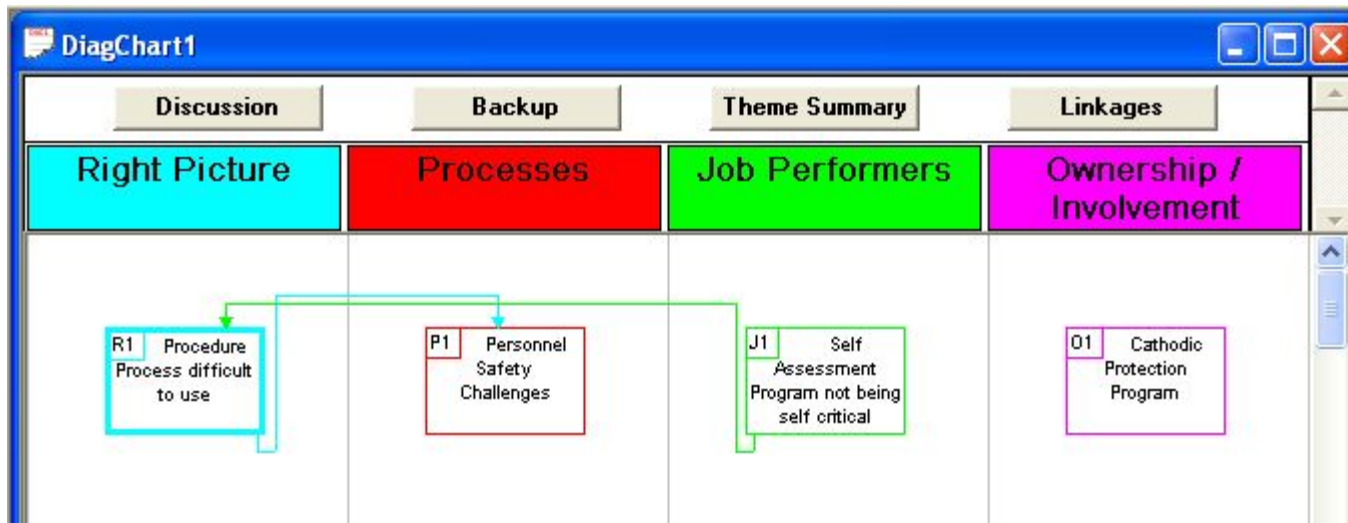 DiagChart1
Discussion Backup Theme Summary Linkages
Right Picture Processes Job Performers Ownership /
Involvement
R1 Procedure
Process difficult
to use
P1 Personnel
Safety
Challenges
J1 Self
Assessment
Program not being
self critical
O1 Cathodic
Protection
Program